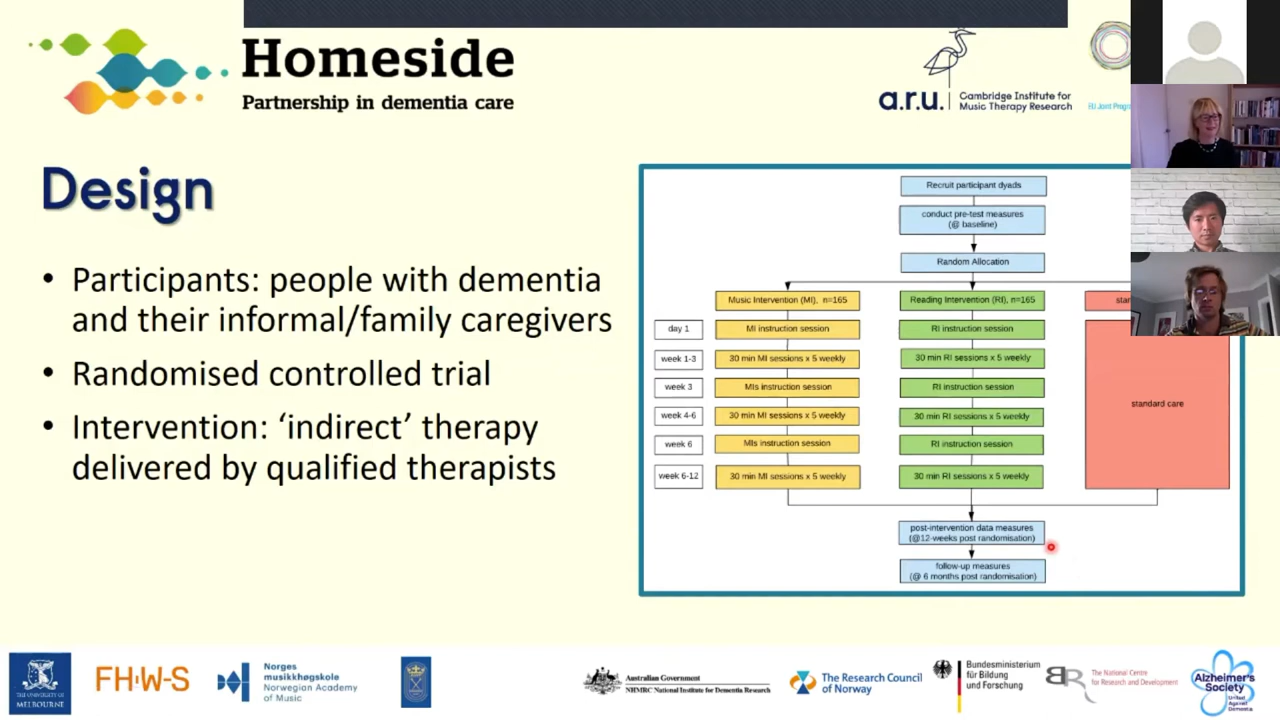 Homeside
Partnership in dementia care
a.r.u.
Cambridge Institute for
Music Therapy Research
EU Joint Prog
Design
• Participants: people with dementia
and their informal/family caregivers
• Randomised controlled trial
• Intervention: ‘indirect’ therapy
delivered by qualified therapists
Recruit participant dyads
conduct pre-test measures
(@ baseline)
Random Allocation
Music Intervention (MI), n=165
Reading Intervention (RI), n=165
star
day 1
MI instruction session
RI instruction session
week 1-3
30 min MI sessions x 5 weekly
30 min RI sessions x 5 weekly
week 3
MIs instruction session
RI instruction session
standard care
week 4-6
30 min MI sessions x 5 weekly
30 min RI sessions x 5 weekly
week 6
MIs instruction session
RI instruction session
week 6-12
30 min MI sessions x 5 weekly
30 min RI sessions x 5 weekly
post-intervention data measures
(@12-weeks post randomisation)
follow-up measures
(@ 6 months post randomisation)
THE UNIVERSITY OF
MELBOURNE
FH-W-S
Norges
musikkhøgskole
Norwegian Academy
of Music
Australian Government
NHMRC National Institute for Dementia Research
The Research Council
of Norway
Bundesministerium
für Bildung
und Forschung
The National Centre
for Research and Development
Alzheimer's
Society
United
Against
Dementia